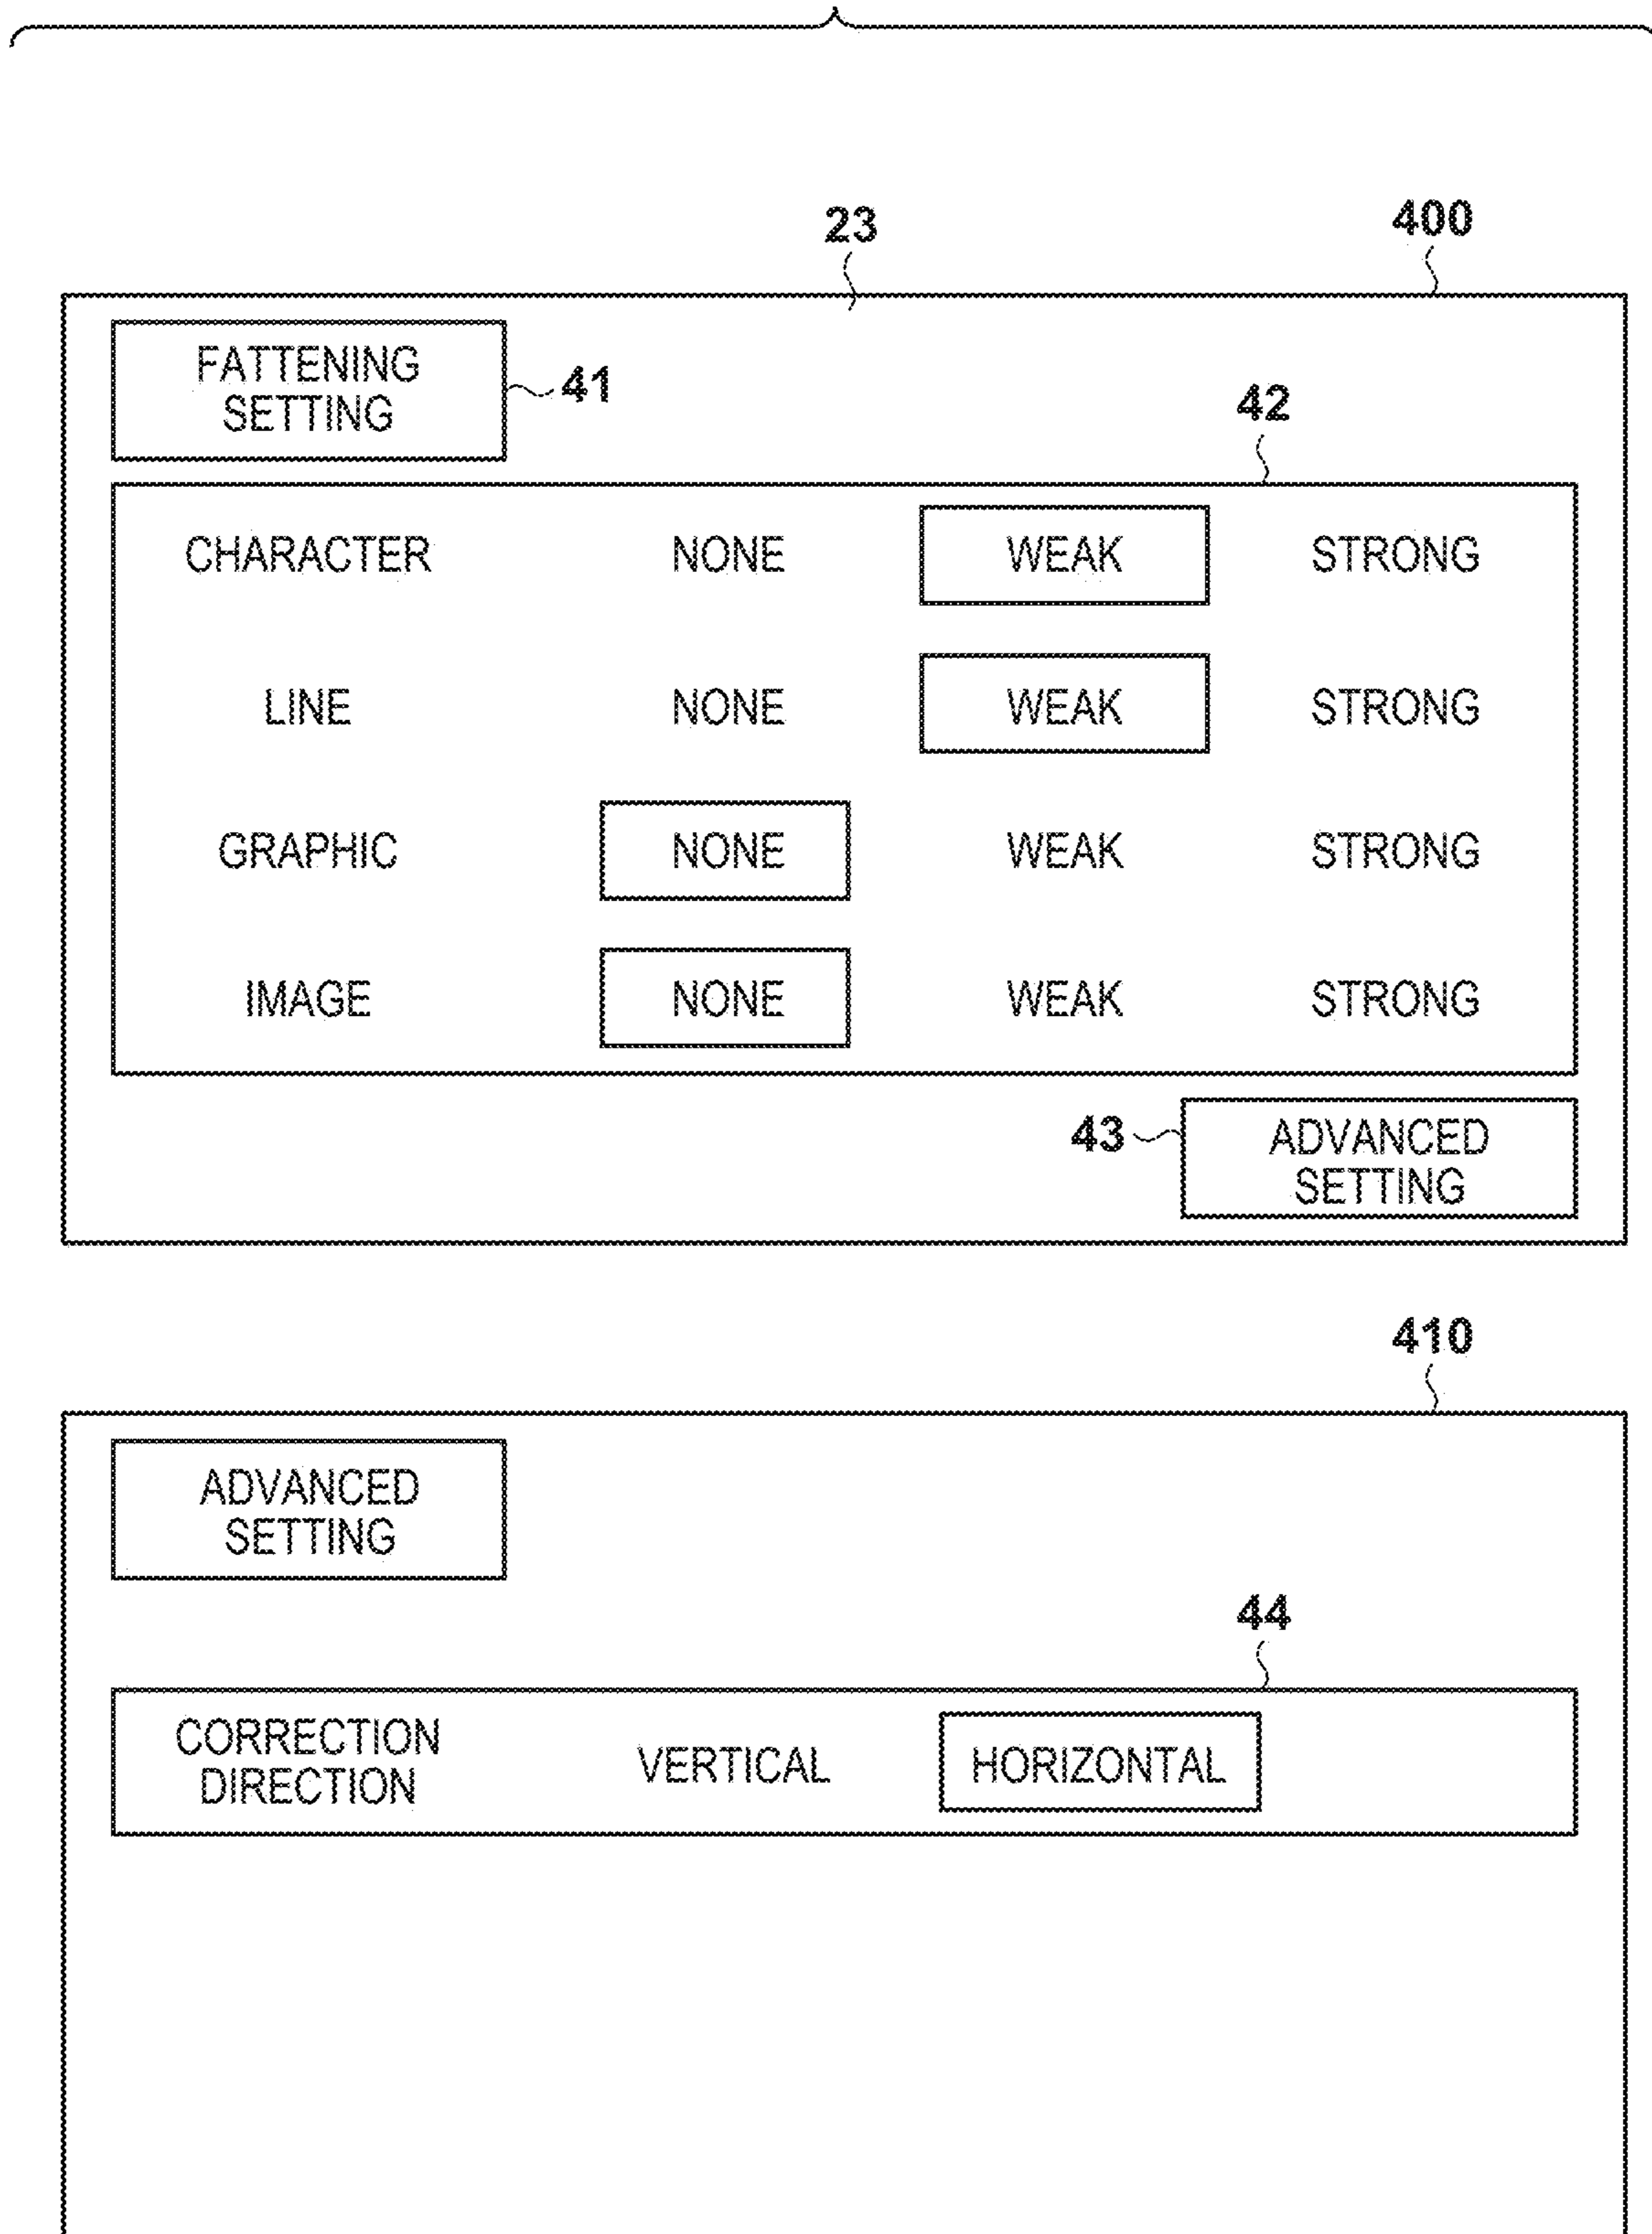 23
400
FATTENING
SETTING
41
42
CHARACTER NONE WEAK STRONG
LINE NONE WEAK STRONG
GRAPHIC NONE WEAK STRONG
IMAGE NONE WEAK STRONG
43
ADVANCED
SETTING
410
ADVANCED
SETTING
44
CORRECTION
DIRECTION
VERTICAL HORIZONTAL